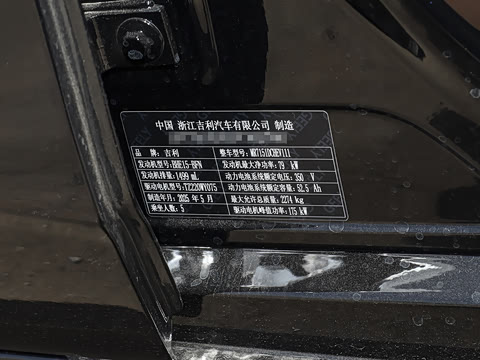 中国 浙江吉利汽车有限公司 制造
品牌:吉利 整车型号:MR7151DCHEV111
发动机型号:BHE15-BFN 发动机最大净功率:79 kW
发动机排量:1499 mL 动力电池系统额定电压:350 V
驱动电机型号:TZ220WY075 动力电池系统额定容量:52.5 Ah
制造年月:2025 年 5 月 最大允许总质量:2274 kg
乘坐人数:5 驱动电机峰值功率:175 kW